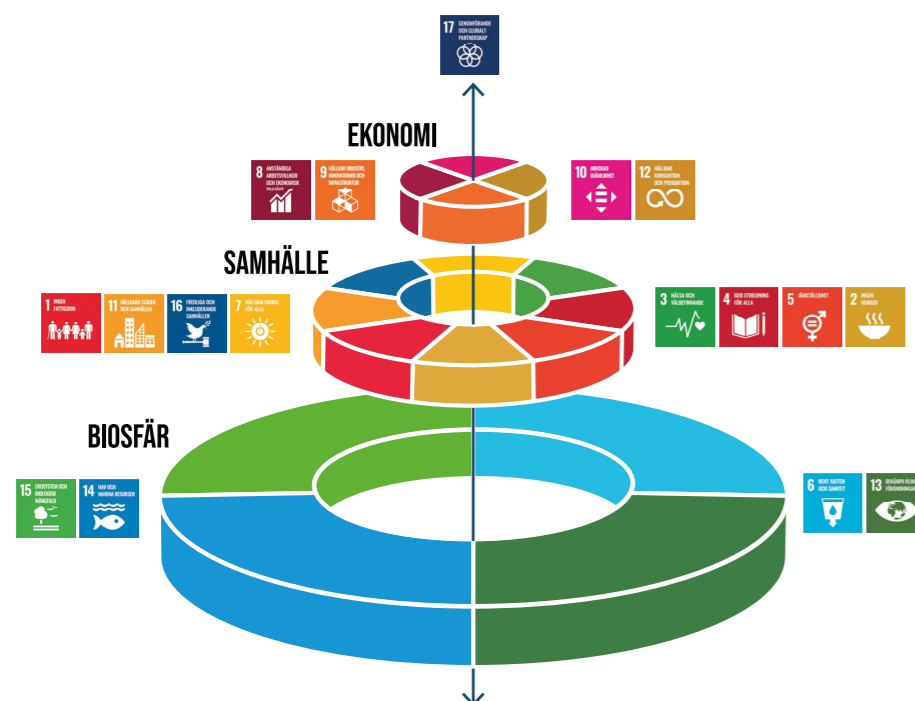 17 GENOMFÖRANDE
OCH GLOBALT
PARTNERSKAP
EKONOMI
8 ANSTÄNDIGA
ARBETSVILLKOR
OCH EKONOMISK
9 HÅLLBAR INDUSTRI,
INNOVATIONER OCH
INFRASTRUKTUR
10 MINSKAD
OJÄMLIKHET
12 HÅLLBAR
KONSUMTION
OCH PRODUKTION
SAMHÄLLE
1 INGEN
FATTIGDOM
11 HÅLLBARA STÄDER
OCH SAMHÄLLEN
16 FREDLIGA OCH
INKLUDERANDE
SAMHÄLLEN
7 HÅLLBAR ENERGI
FÖR ALLA
3 HÄLSA OCH
VÄLBEFINNANDE
4 GOD UTBILDNING
FÖR ALLA
5 JÄMSTÄLLDHET
2 INGEN
HUNGER
BIOSFÄR
15 EKOSYSTEM OCH
BIOLOGISK
MÅNGFALD
14 HAV OCH
MARINA RESURSER
6 RENT VATTEN
OCH SANITET
13 BEKÄMPA